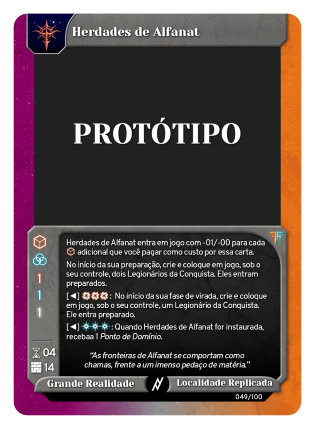 Herdades de Alfanat
PROTÓTIPO
Herdades de Alfanat entra em jogo com -01/-00 para cada
adicional que você pagar como custo por essa carta.
No início da sua preparação, crie e coloque em jogo, sob o
seu controle, dois Legionários da Conquista. Eles entram
preparados.
[◄] : No início da sua fase de virada, crie e coloque
em jogo, sob o seu controle, um Legionário da Conquista.
Ele entra preparado.
[◄] : Quando Herdades de Alfanat for instaurada,
recebaa 1 Ponto de Domínio.
"As fronteiras de Alfanat se comportam como
chamas, frente a um imenso pedaço de matéria."
1
1
1
04
14
Grande Realidade
Localidade Replicada
049/100